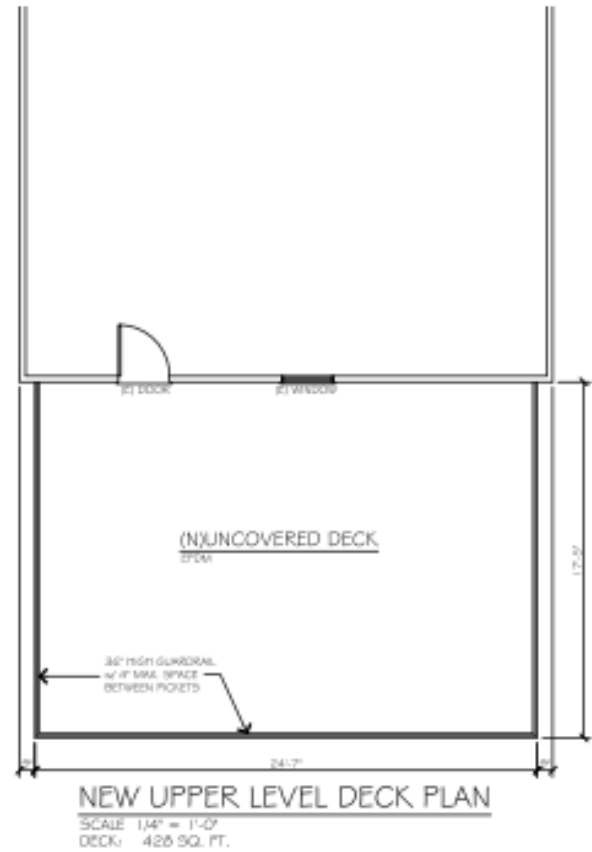 (E) DOOR
(E) WINDOW
(N)UNCOVERED DECK
EPDM
17'-5"
36" HIGH GUARDRAIL
w/ 4" MAX. SPACE
BETWEEN PICKETS
24'-7"
NEW UPPER LEVEL DECK PLAN
SCALE 1/4" = 1'-0"
DECK: 428 SQ. FT.